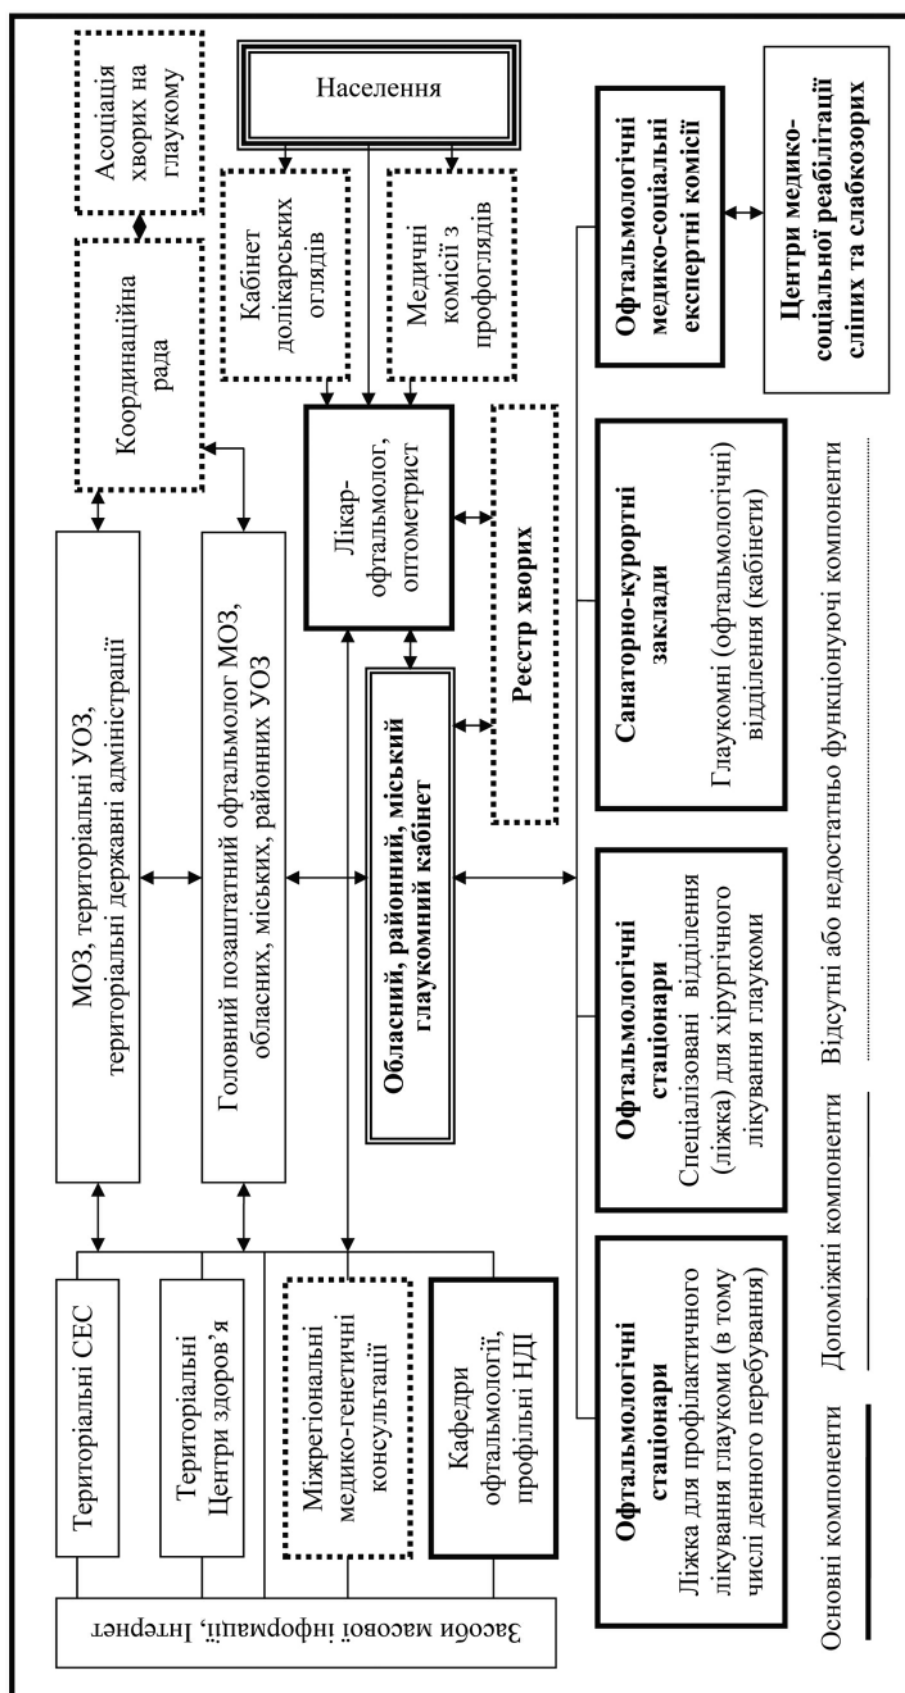 Засоби масової інформації, Інтернет
Територіальні СЕС
Територіальні
Центри здоров’я
Міжрегіональні
медико-генетичні
консультації
Кафедри
офтальмології,
профільні НДІ
МОЗ, територіальні УОЗ,
територіальні державні адміністрації
Головний позаштатний офтальмолог МОЗ,
обласних, міських, районних УОЗ
Обласний, районний, міський
глаукомний кабінет
Координаційна
рада
Асоціація
хворих на
глаукому
Населення
Кабінет
долікарських
оглядів
Медичні
комісії з
профоглядів
Лікар-
офтальмолог,
оптометрист
Реєстр хворих
Офтальмологічні
стаціонари
Ліжка для профілактичного
лікування глаукоми (в тому
числі денного перебування)
Офтальмологічні
стаціонари
Спеціалізовані відділення
(ліжка) для хірургічного
лікування глаукоми
Санаторно-курортні
заклади
Глаукомні (офтальмологічні)
відділення (кабінети)
Офтальмологічні
медико-соціальні
експертні комісії
Центри медико-
соціальної реабілітації
сліпих та слабкозорих
Основні компоненти
Допоміжні компоненти
Відсутні або недостатньо функціонуючі компоненти